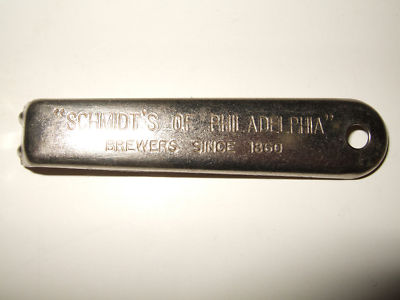 "SCHMIDT'S OF PHILADELPHIA"
BREWERS SINCE 1860